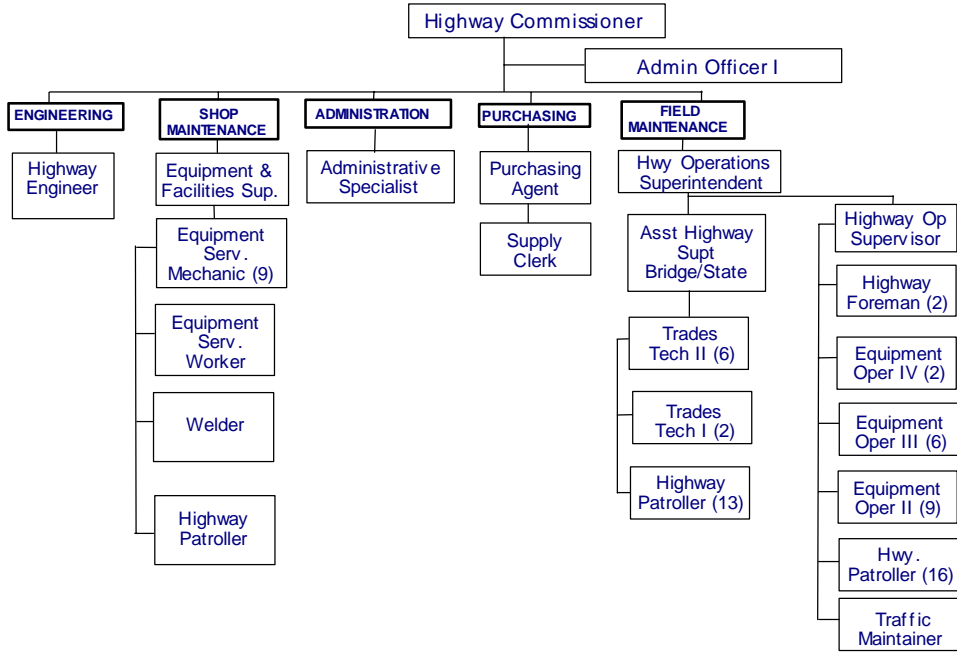 Highway Commissioner
Admin Officer I
ENGINEERING
Highway
Engineer
SHOP
MAINTENANCE
Equipment &
Facilities Sup.
Equipment
Serv.
Mechanic (9)
Equipment
Serv.
Worker
Welder
Highway
Patroller
ADMINISTRATION
Administrative
Specialist
PURCHASING
Purchasing
Agent
Supply
Clerk
FIELD
MAINTENANCE
Hwy Operations
Superintendent
Asst Highway
Supt
Bridge/State
Trades
Tech II (6)
Trades
Tech I (2)
Highway
Patroller (13)
Highway Op
Supervisor
Highway
Foreman (2)
Equipment
Oper IV (2)
Equipment
Oper III (6)
Equipment
Oper II (9)
Hwy.
Patroller (16)
Traffic
Maintainer